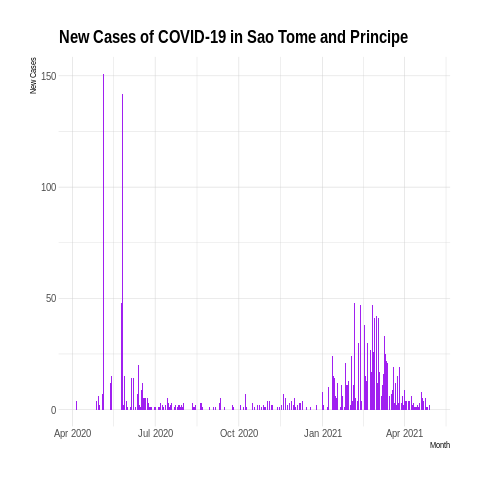 New Cases of COVID-19 in Sao Tome and Principe
New Cases
150
100
50
0
Apr 2020 Jul 2020 Oct 2020 Jan 2021 Apr 2021
Month